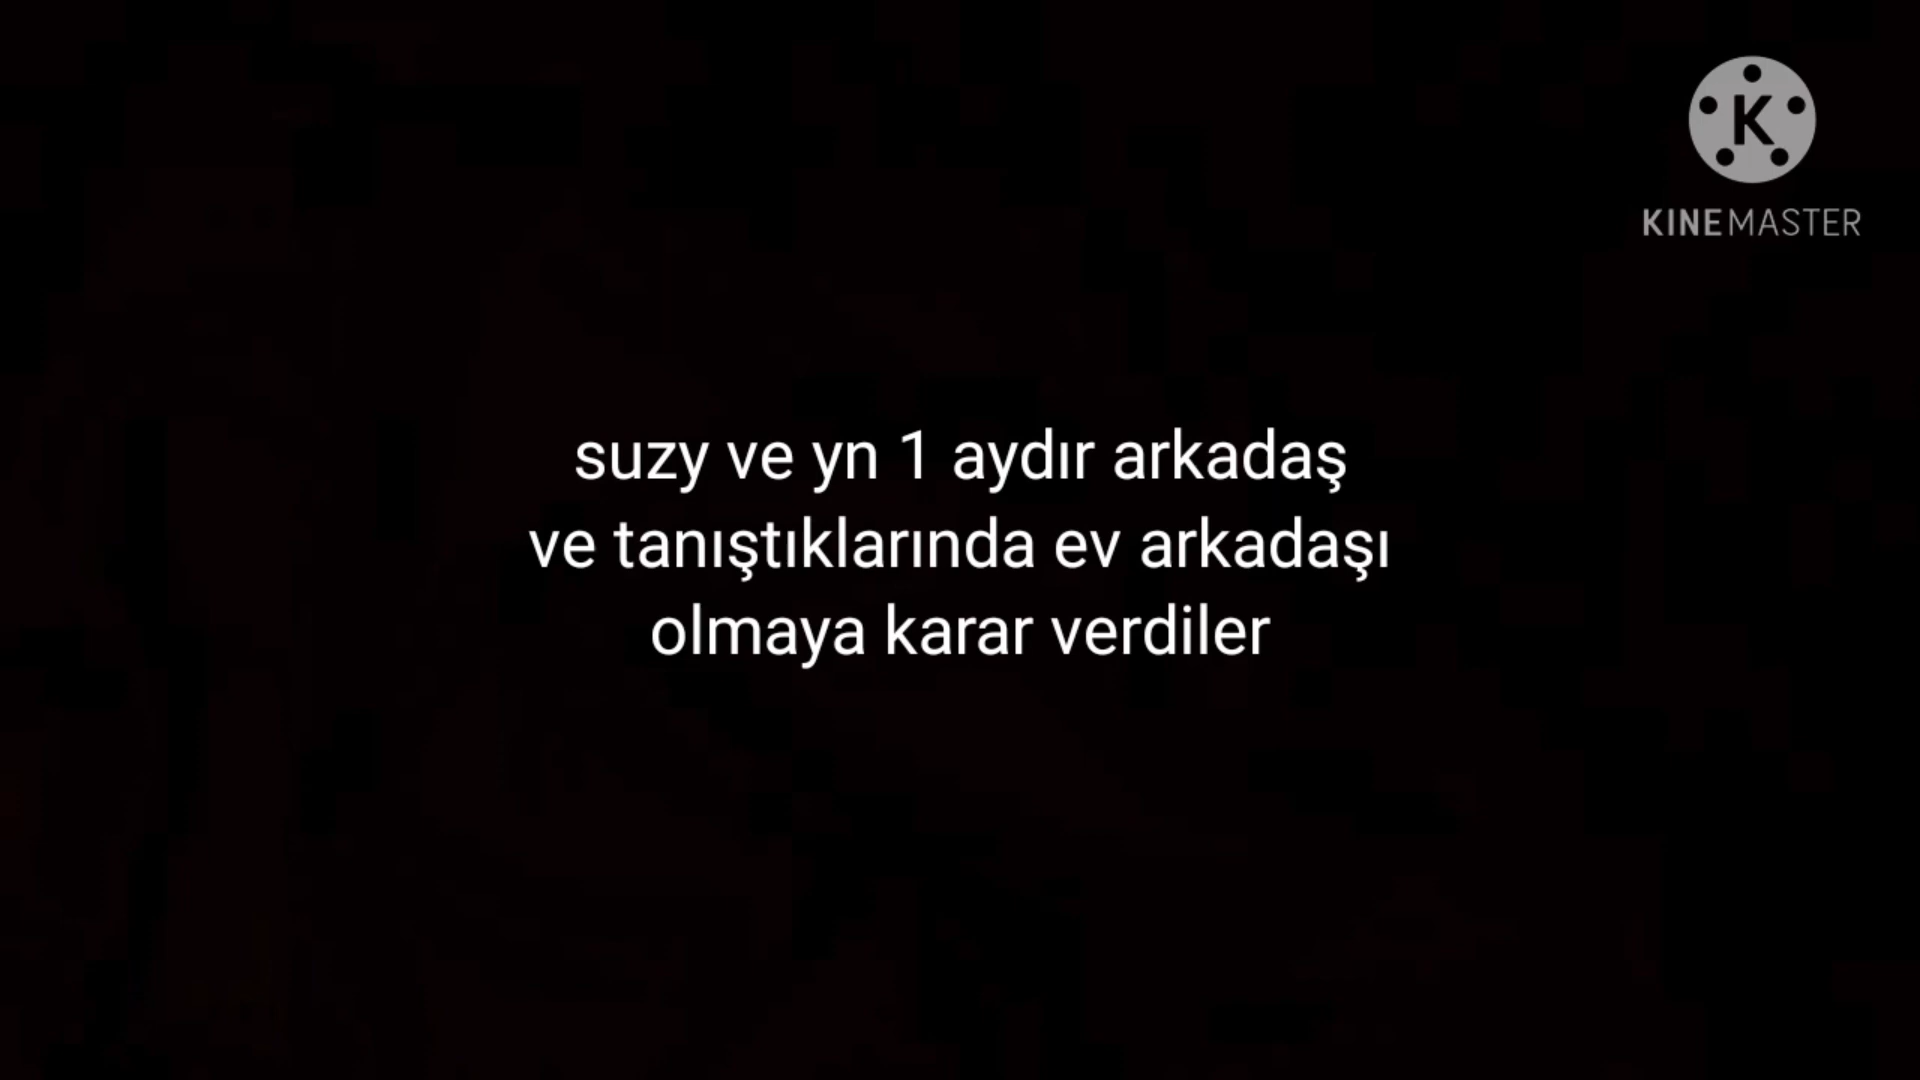 KINEMASTER
suzy ve yn 1 aydır arkadaş
ve tanıştıklarında ev arkadaşı
olmaya karar verdiler